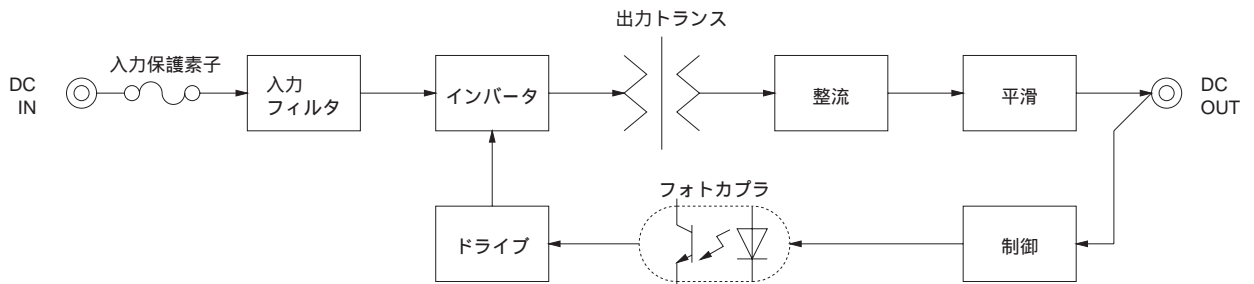 出力トランス
入力保護素子
DC
IN
入力
フィルタ
インバータ
整流
平滑
DC
OUT
フォトカプラ
ドライブ
制御